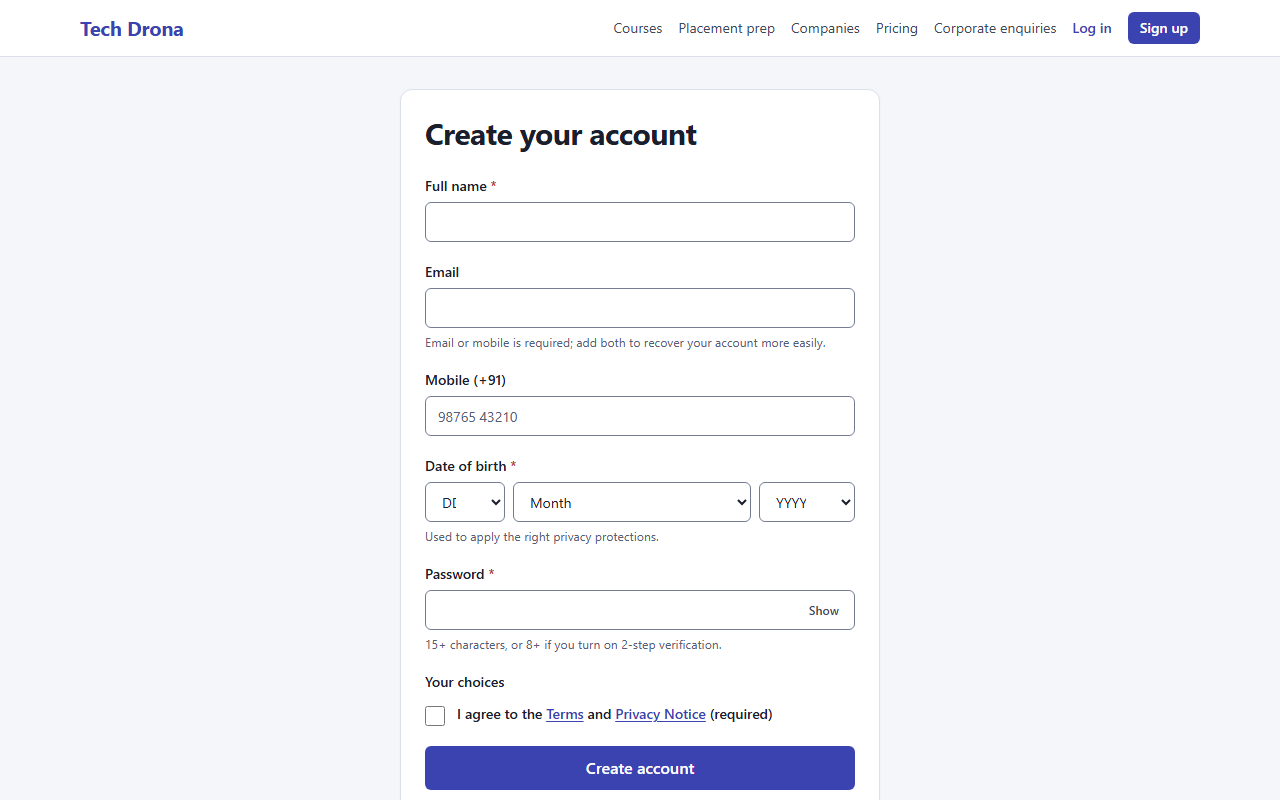 Tech Drona
Courses Placement prep Companies Pricing Corporate enquiries Log in Sign up
Create your account
Full name *
Email
Email or mobile is required; add both to recover your account more easily.
Mobile (+91)
98765 43210
Date of birth *
DD Month YYYY
Used to apply the right privacy protections.
Password *
Show
15+ characters, or 8+ if you turn on 2-step verification.
Your choices
I agree to the Terms and Privacy Notice (required)
Create account